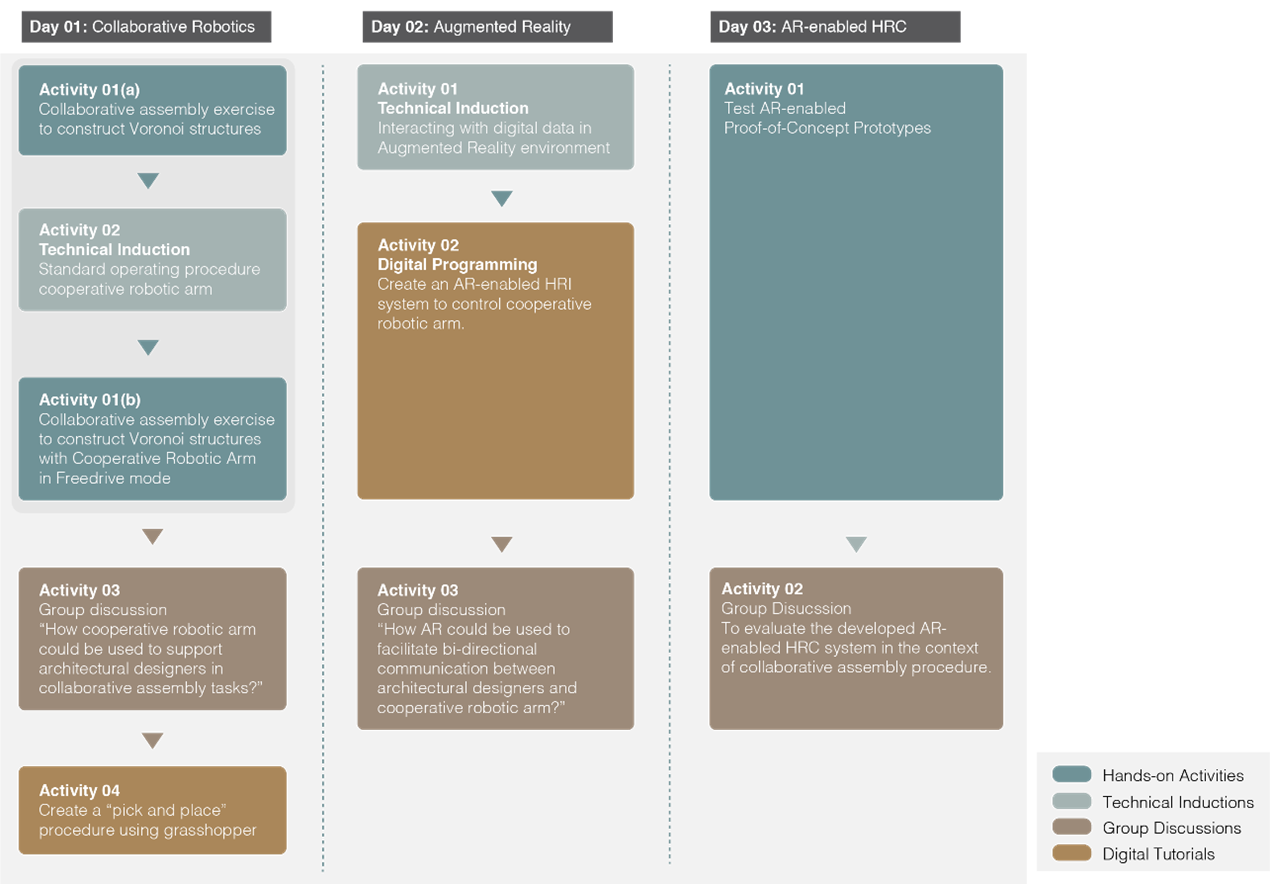 Day 01: Collaborative Robotics
Activity 01(a)
Collaborative assembly exercise
to construct Voronoi structures
Activity 02
Technical Induction
Standard operating procedure
cooperative robotic arm
Activity 01(b)
Collaborative assembly exercise
to construct Voronoi structures
with Cooperative Robotic Arm
in Freedrive mode
Activity 03
Group discussion
“How cooperative robotic arm
could be used to support
architectural designers in
collaborative assembly tasks?”
Activity 04
Create a “pick and place”
procedure using grasshopper
Day 02: Augmented Reality
Activity 01
Technical Induction
Interacting with digital data in
Augmented Reality environment
Activity 02
Digital Programming
Create an AR-enabled HRI
system to control cooperative
robotic arm.
Activity 03
Group discussion
“How AR could be used to
facilitate bi-directional
communication between
architectural designers and
cooperative robotic arm?”
Day 03: AR-enabled HRC
Activity 01
Test AR-enabled
Proof-of-Concept Prototypes
Activity 02
Group Disucssion
To evaluate the developed AR-
enabled HRC system in the context
of collaborative assembly procedure.
Hands-on Activities
Technical Inductions
Group Discussions
Digital Tutorials